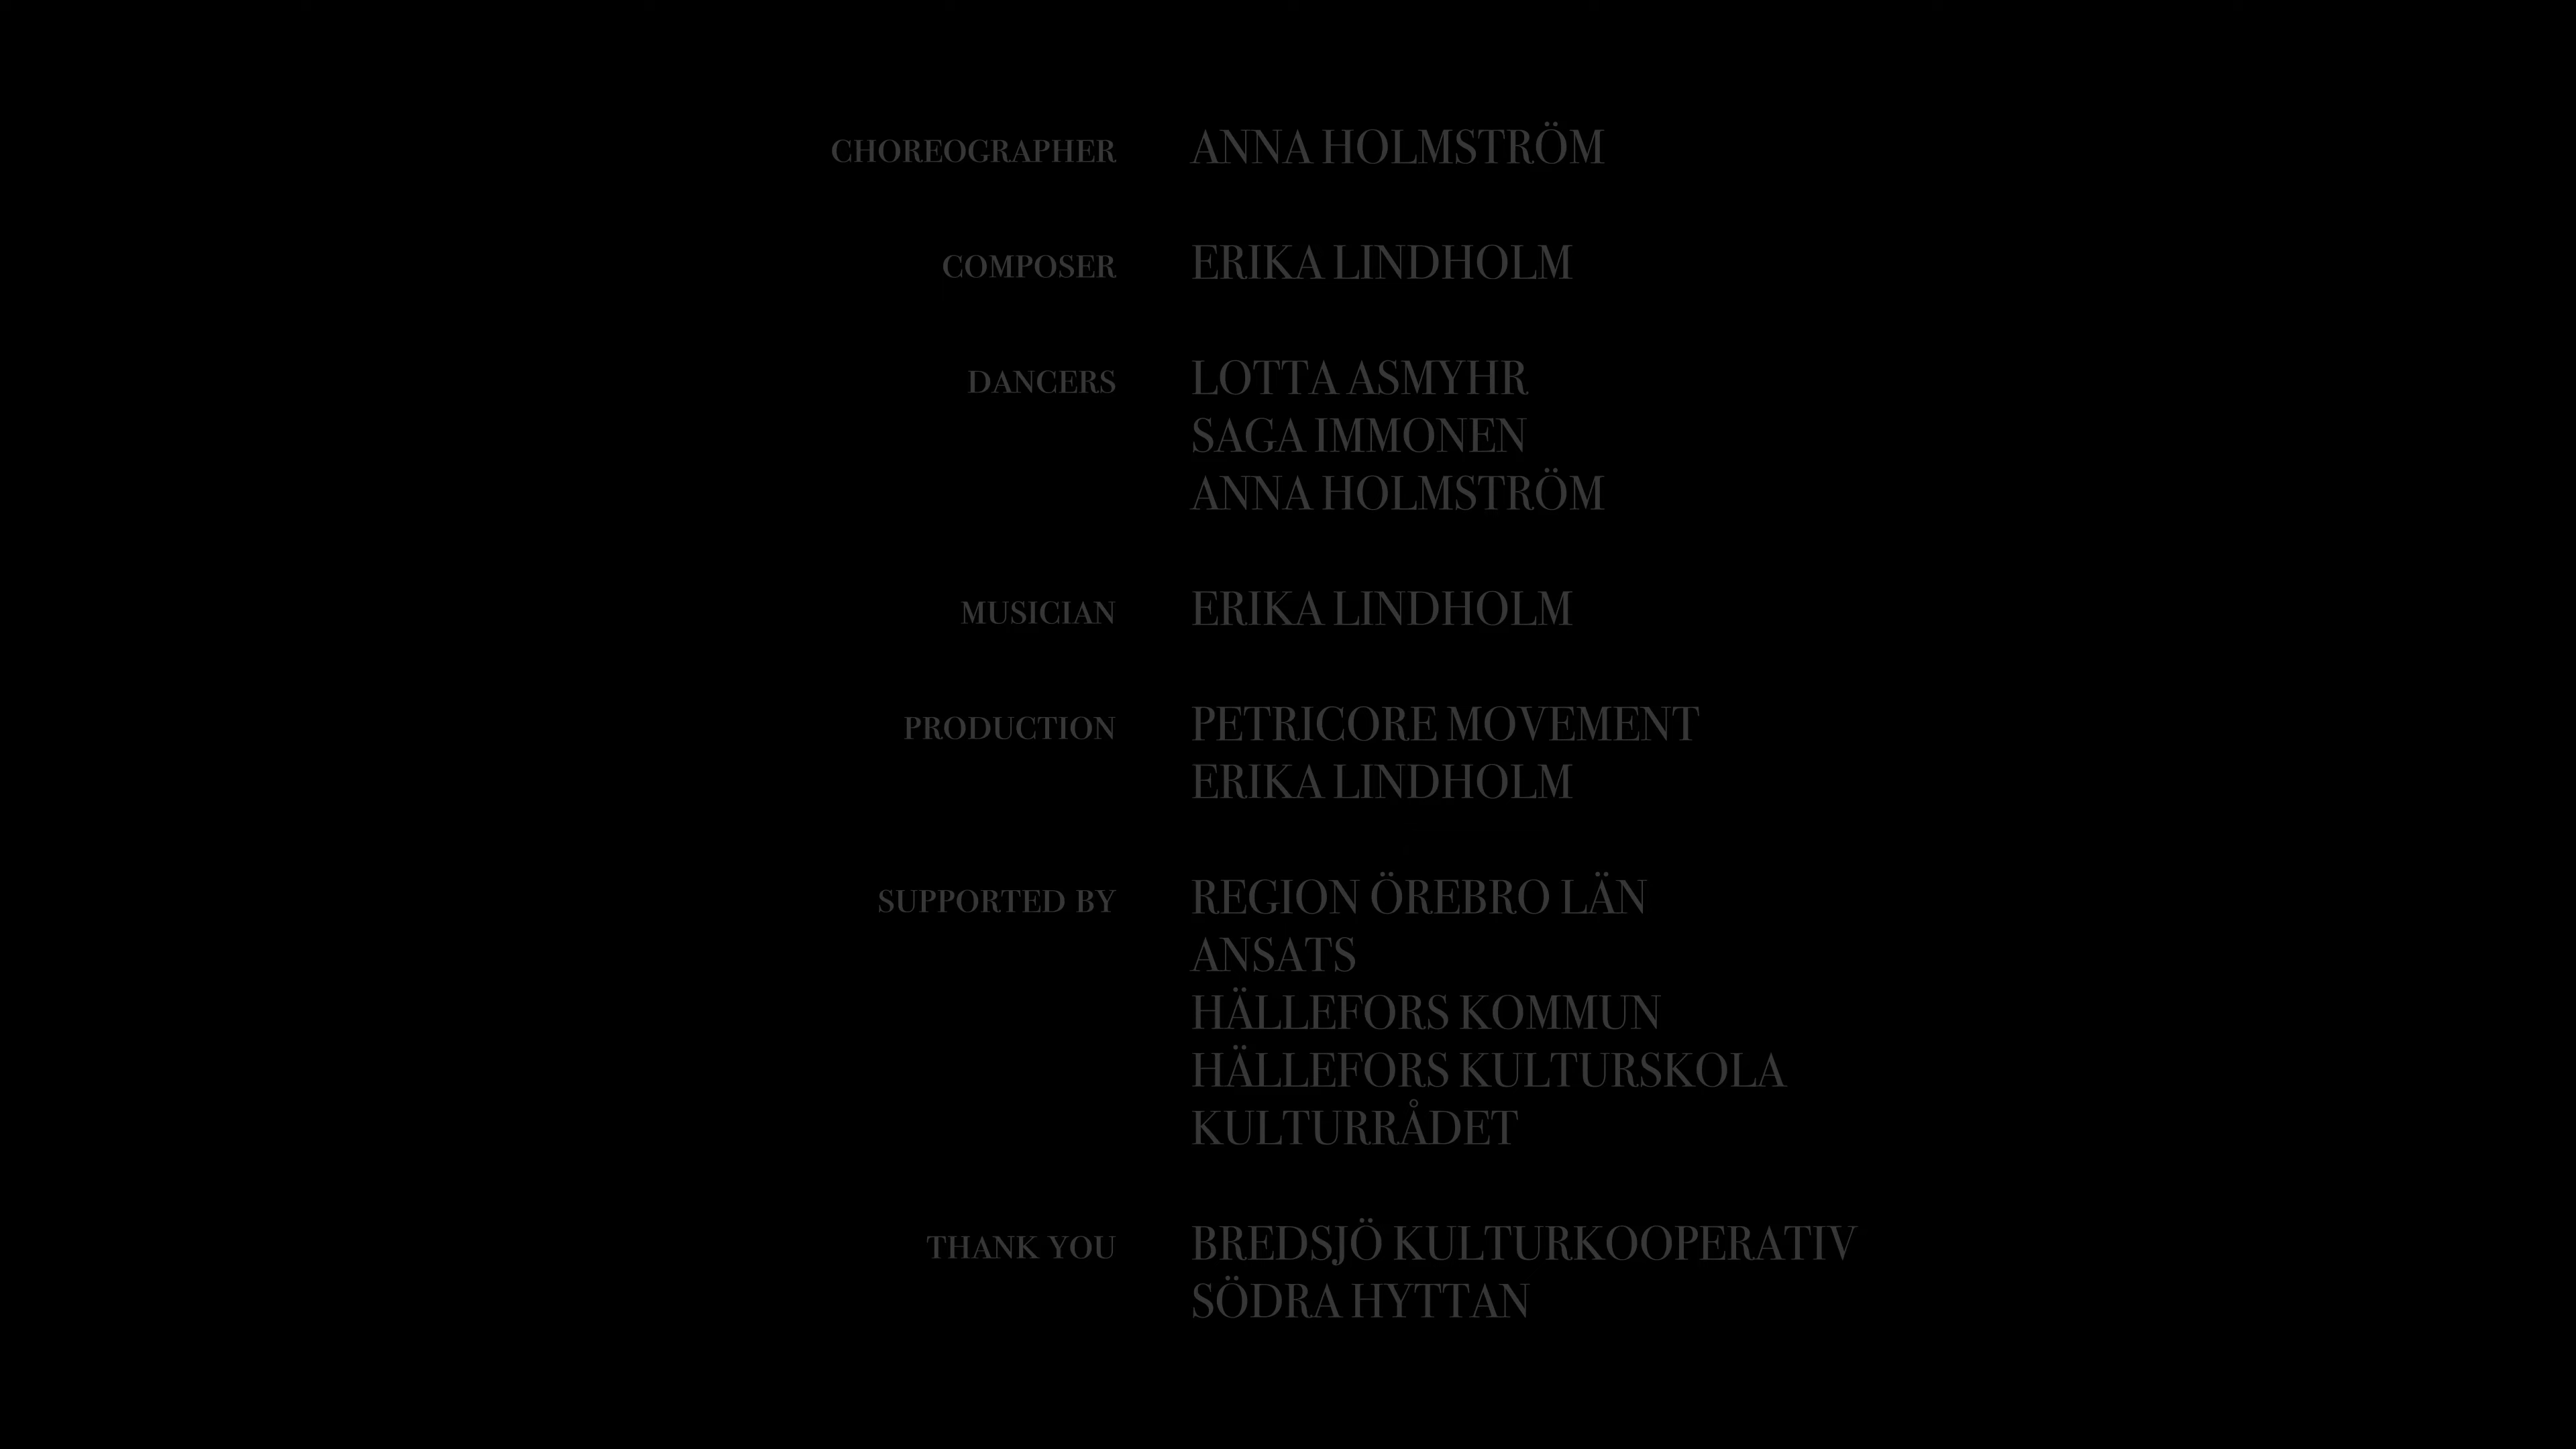 CHOREOGRAPHER ANNA HOLMSTRÖM
COMPOSER ERIKA LINDHOLM
DANCERS LOTTA ASMYHR
SAGA IMMONEN
ANNA HOLMSTRÖM
MUSICIAN ERIKA LINDHOLM
PRODUCTION PETRICORE MOVEMENT
ERIKA LINDHOLM
SUPPORTED BY REGION ÖREBRO LÄN
ANSATS
HÄLLEFORS KOMMUN
HÄLLEFORS KULTURSKOLA
KULTURRÅDET
THANK YOU BREDSJÖ KULTURKOOPERATIV
SÖDRA HYTTAN